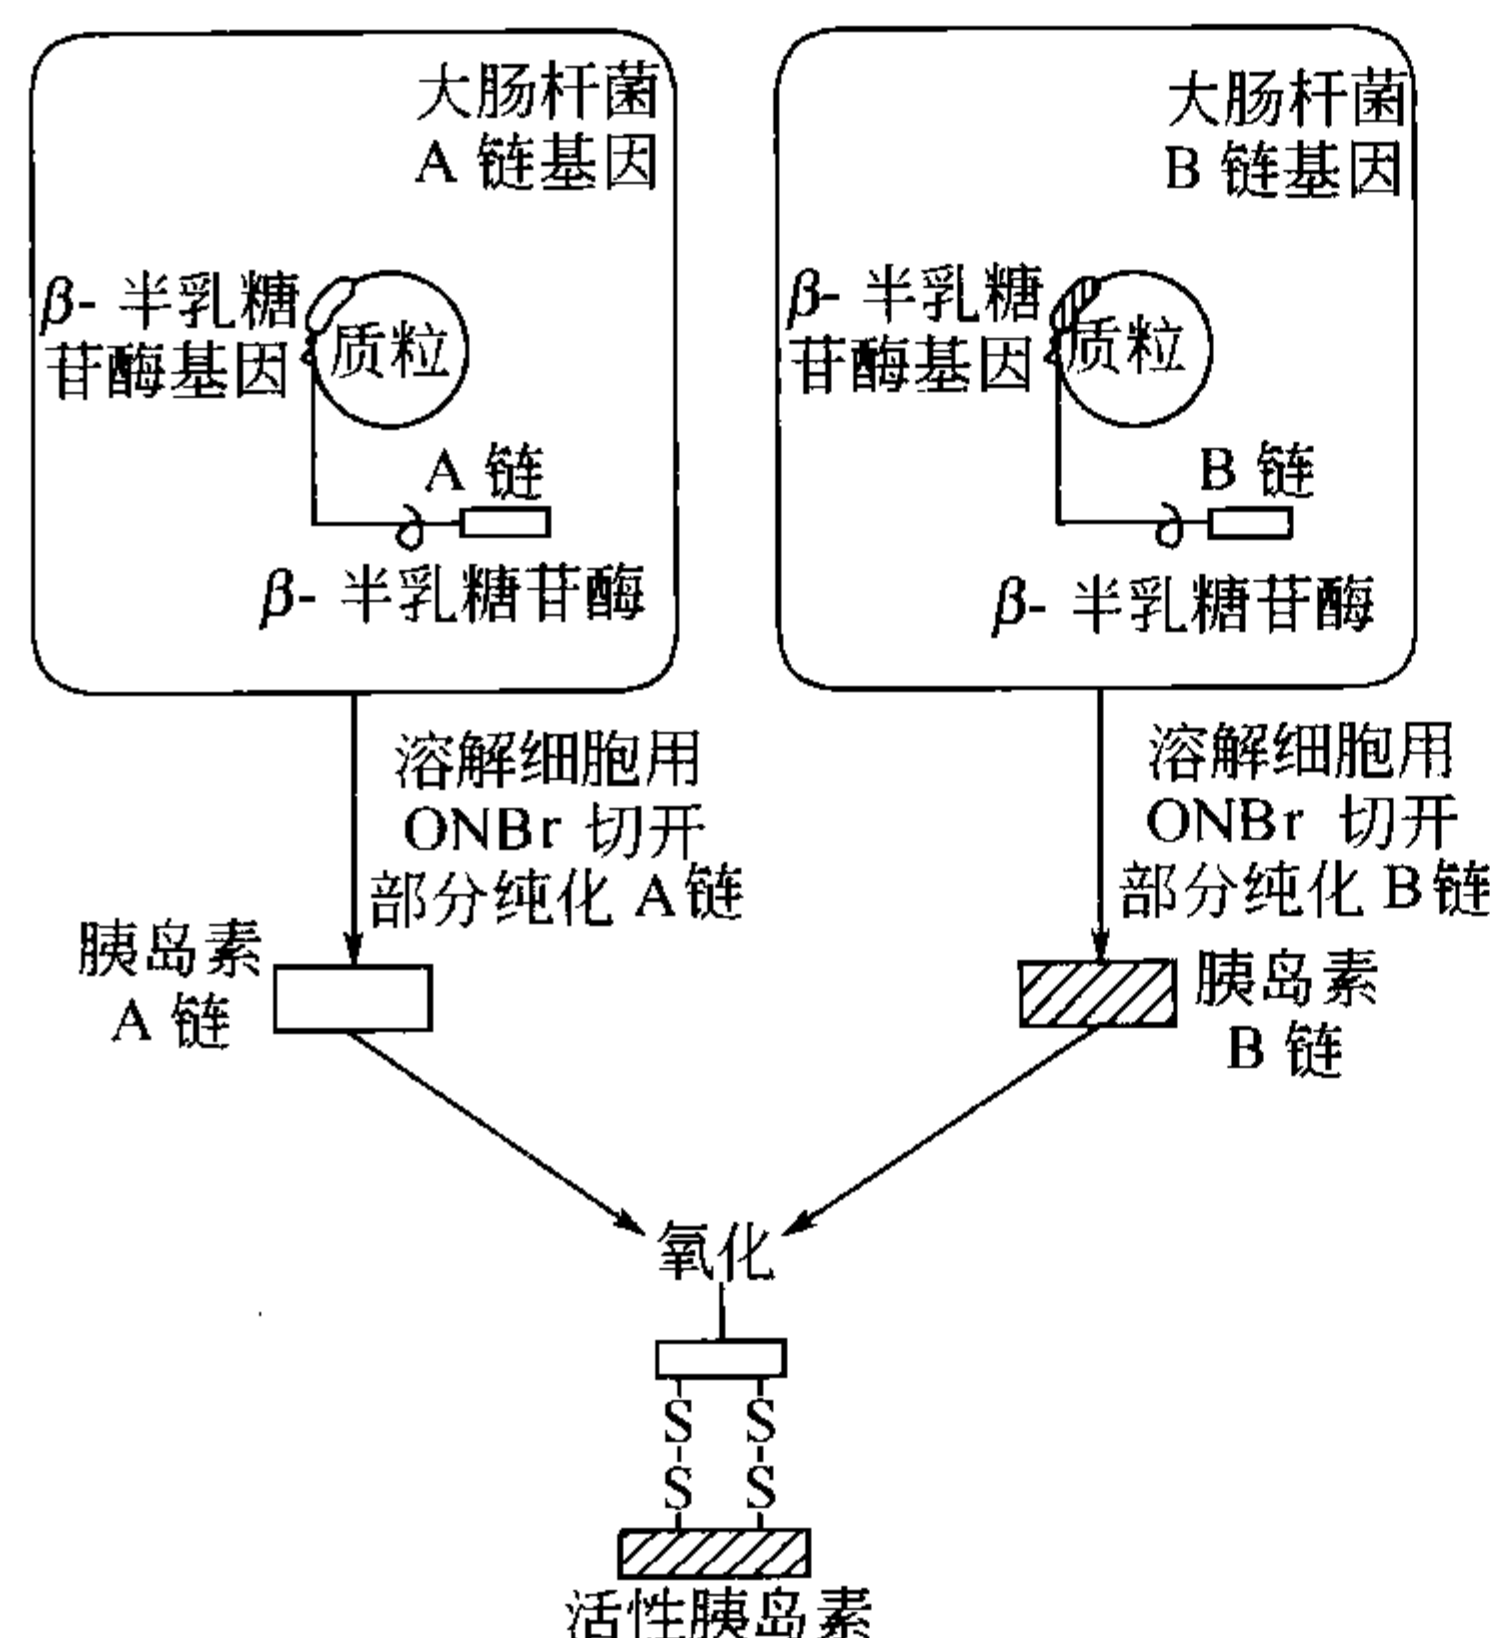 大肠杆菌
A 链基因
β- 半乳糖
苷酶基因
质粒
A 链
β- 半乳糖苷酶
大肠杆菌
B 链基因
β- 半乳糖
苷酶基因
质粒
B 链
β- 半乳糖苷酶
溶解细胞用
ONBr 切开
部分纯化 A 链
溶解细胞用
ONBr 切开
部分纯化 B 链
胰岛素
A 链
胰岛素
B 链
氧化
S S
S S
活性胰岛素